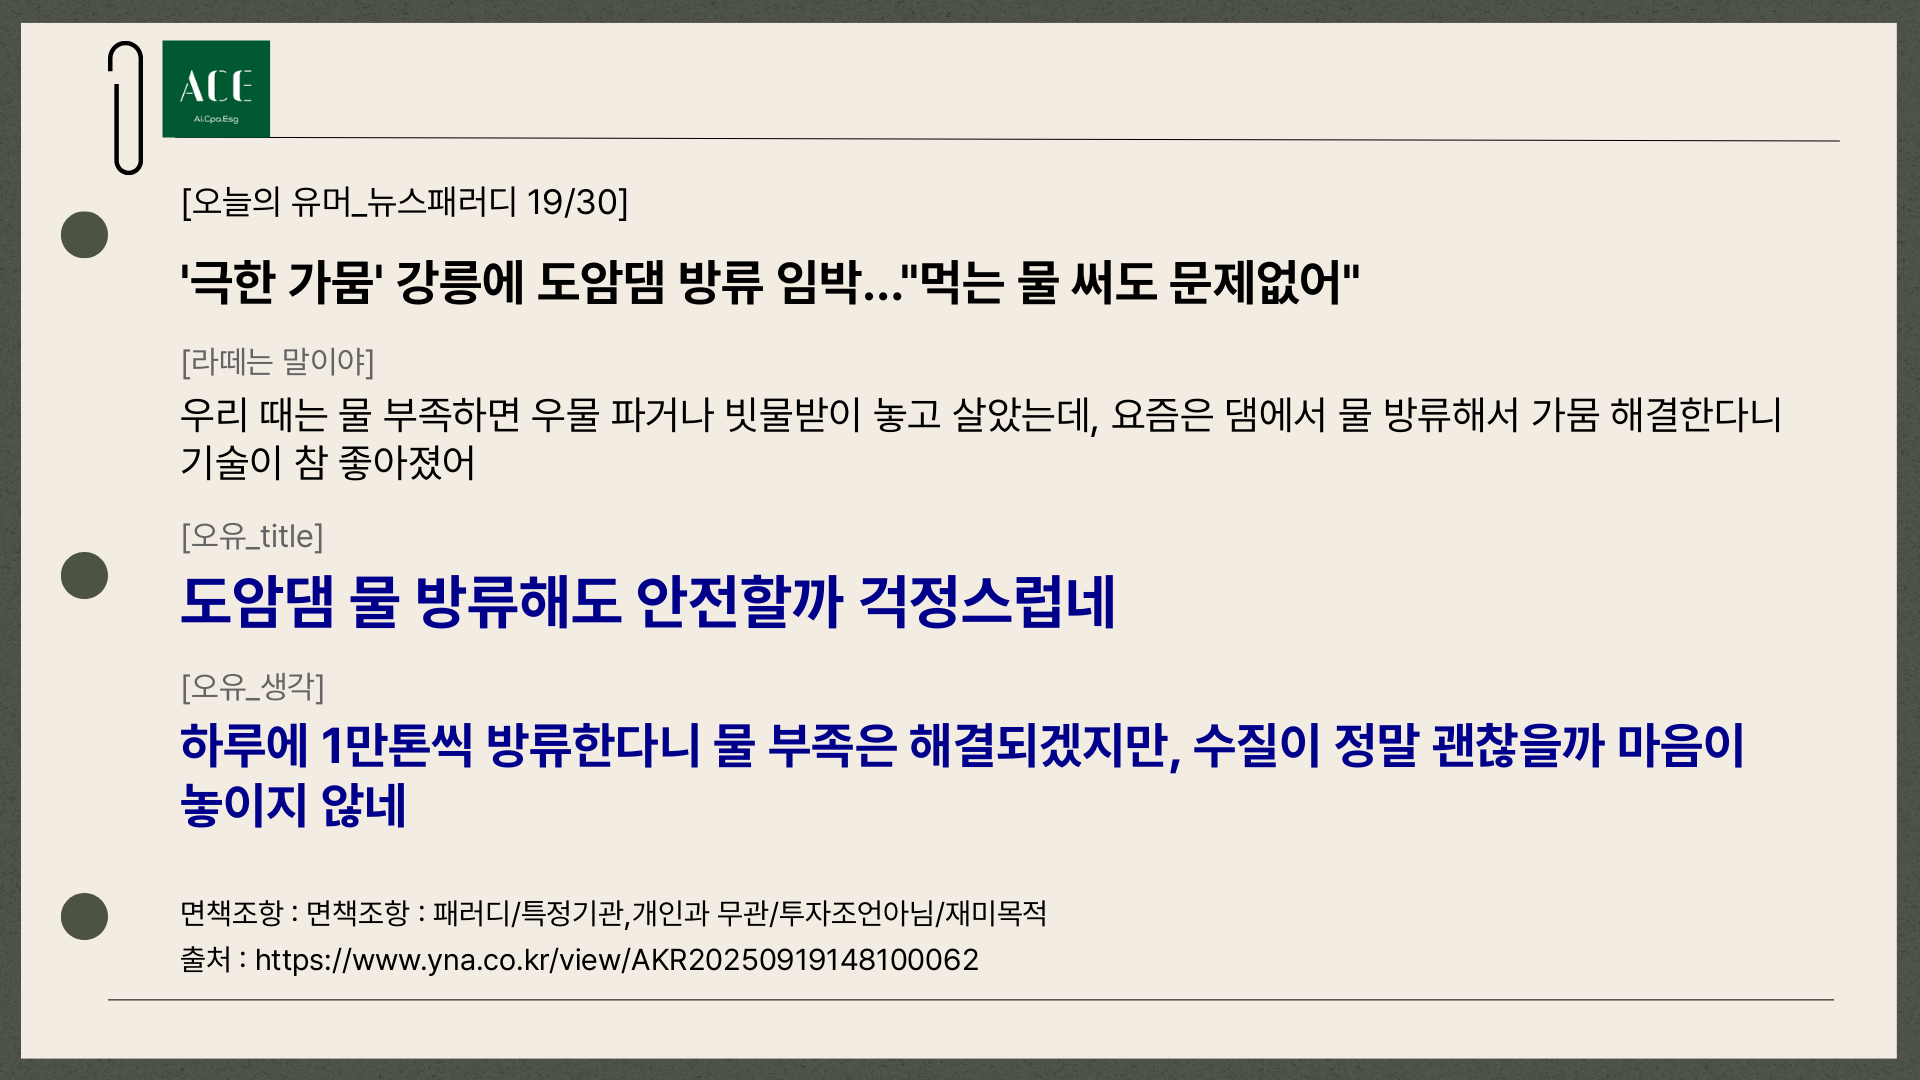 ACE
Ai.Cpa.Esg
[오늘의 유머_뉴스패러디 19/30]
'극한 가뭄' 강릉에 도암댐 방류 임박..."먹는 물 써도 문제없어"
[라떼는 말이야]
우리 때는 물 부족하면 우물 파거나 빗물받이 놓고 살았는데, 요즘은 댐에서 물 방류해서 가뭄 해결한다니
기술이 참 좋아졌어
[오유_title]
도암댐 물 방류해도 안전할까 걱정스럽네
[오유_생각]
하루에 1만톤씩 방류한다니 물 부족은 해결되겠지만, 수질이 정말 괜찮을까 마음이
놓이지 않네
면책조항 : 면책조항 : 패러디/특정기관,개인과 무관/투자조언아님/재미목적
출처 : https://www.yna.co.kr/view/AKR20250919148100062